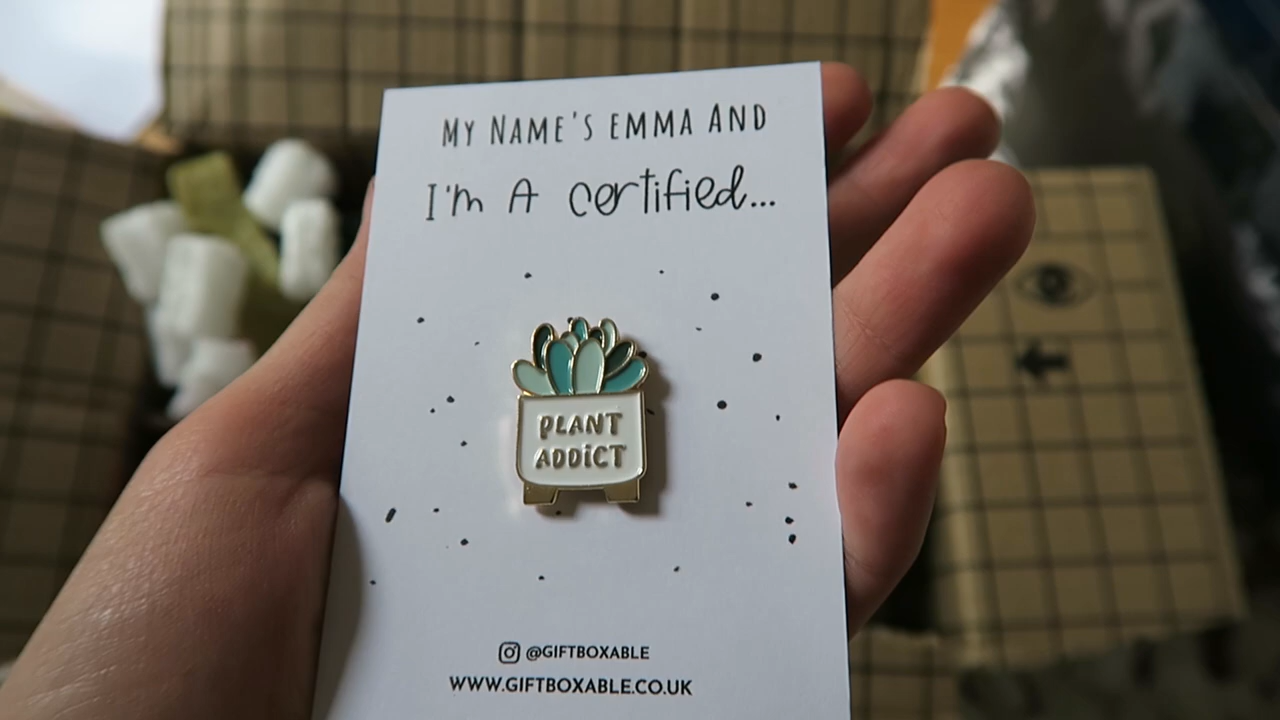 My Name's EMMA AND
I'm A certified...
PLANT
ADDiCT
@GIFTBOXABLE
WWW.GIFTBOXABLE.CO.UK